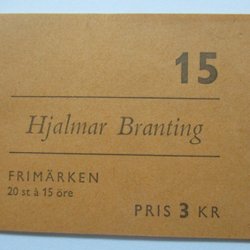 15
Hjalmar Branting
FRIMÄRKEN
20 st à 15 öre
PRIS 3 KR